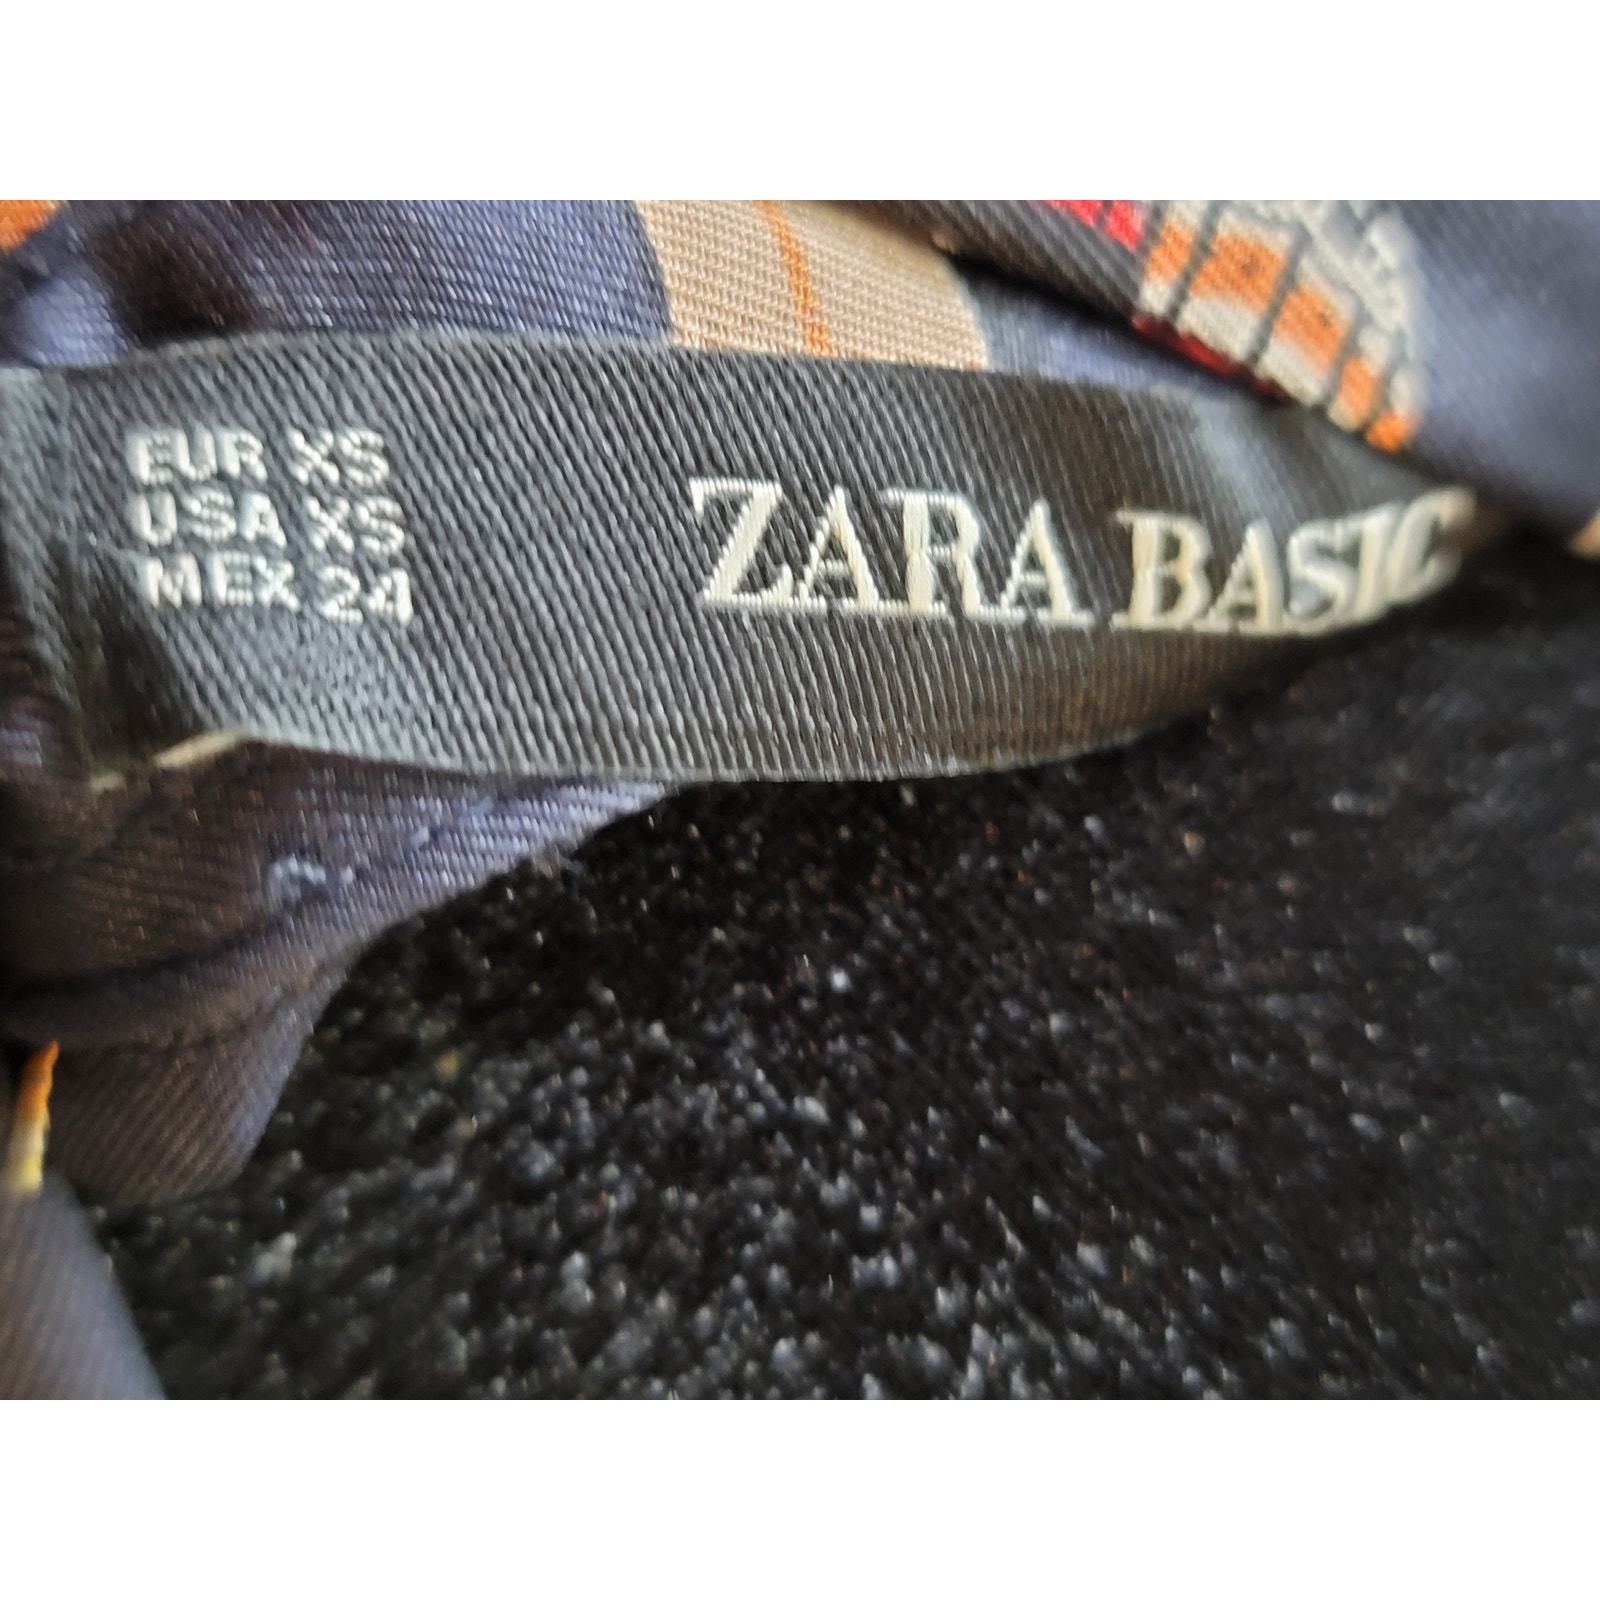 EUR XS
USA XS
MEX 24
ZARA BASIC